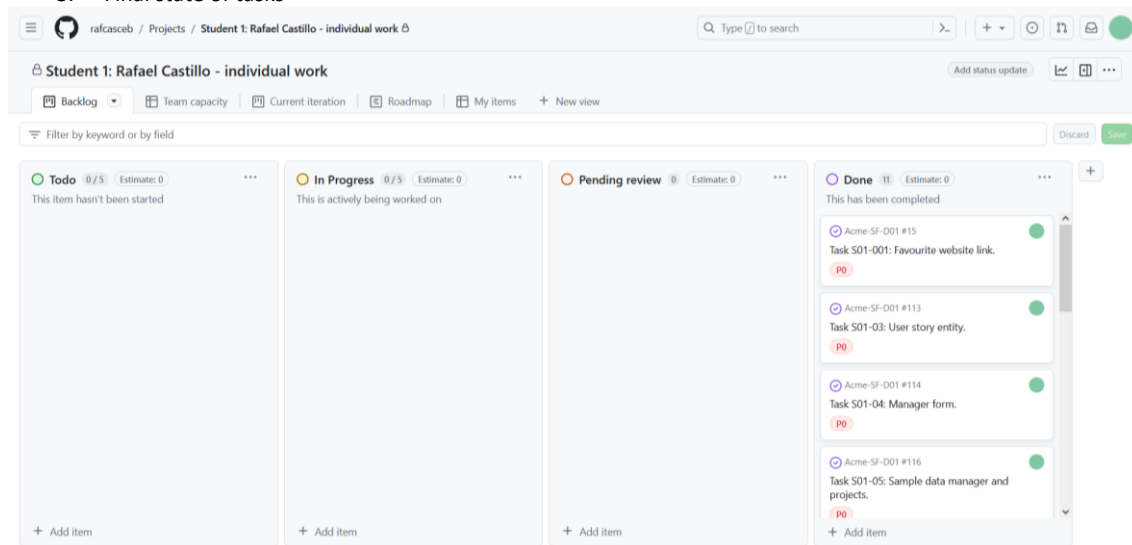 Final state of tasks
rafcasceb / Projects / Student 1: Rafael Castillo - individual work
Type / to search
Student 1: Rafael Castillo - individual work
Add status update
Backlog
Team capacity
Current iteration
Roadmap
My items
+ New view
Filter by keyword or by field
Discard
Save
Todo 0/5 Estimate: 0
This item hasn't been started
+ Add item
In Progress 0/5 Estimate: 0
This is actively being worked on
+ Add item
Pending review 0 Estimate: 0
+ Add item
Done 11 Estimate: 0
This has been completed
Acme-SF-D01 #15
Task S01-001: Favourite website link.
P0
Acme-SF-D01 #113
Task S01-03: User story entity.
P0
Acme-SF-D01 #114
Task S01-04: Manager form.
P0
Acme-SF-D01 #116
Task S01-05: Sample data manager and
projects.
P0
+ Add item